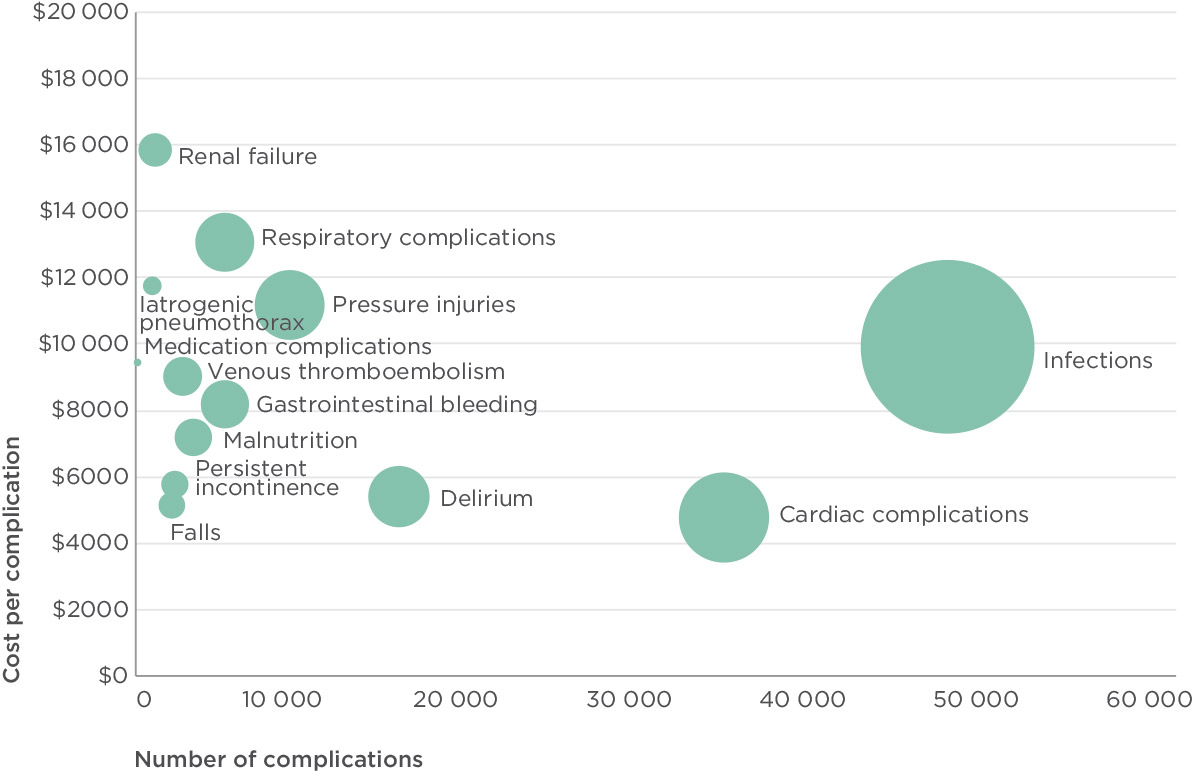 $20 000
$18 000
$16 000
Renal failure
$14 000
Respiratory complications
$12 000
Iatrogenic
pneumothorax
Pressure injuries
$10 000
Medication complications
Infections
Venous thromboembolism
$8000
Gastrointestinal bleeding
Malnutrition
$6000
Persistent
incontinence
Delirium
Cardiac complications
Falls
$4000
$2000
$0
Cost per complication
0
10 000
20 000
30 000
40 000
50 000
60 000
Number of complications